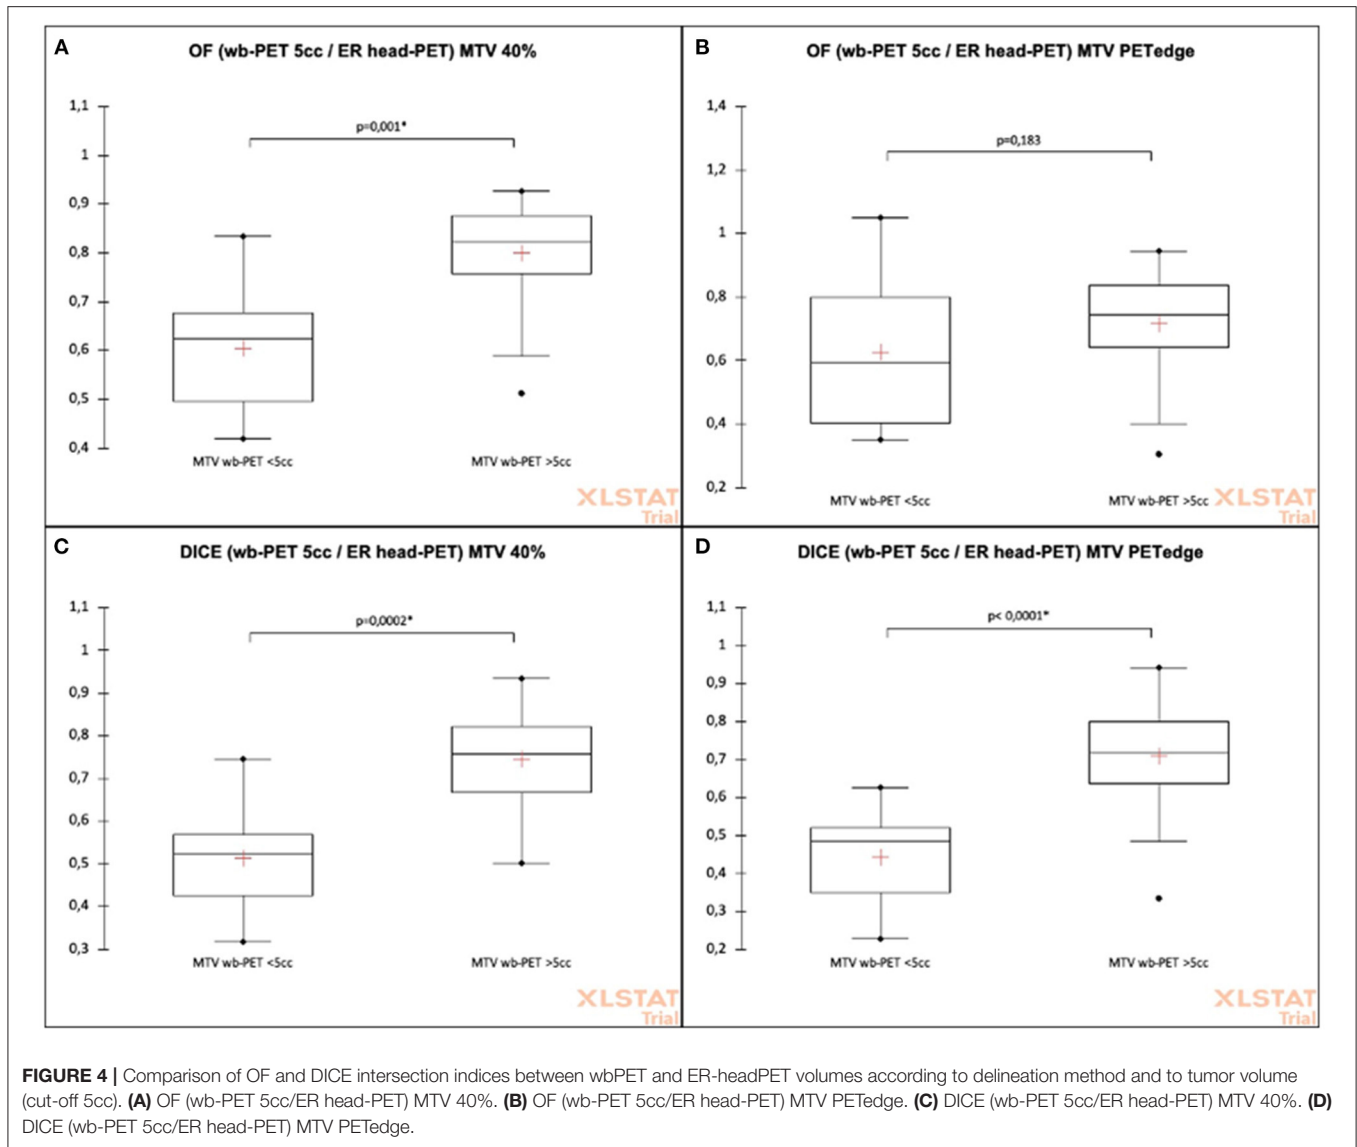 A
OF (wb-PET 5cc / ER head-PET) MTV 40%
1,1
1
0,9
0,8
0,7
0,6
0,5
0,4
p=0,001*
MTV wb-PET <5cc
MTV wb-PET >5cc
XLSTAT
Trial
B
OF (wb-PET 5cc / ER head-PET) MTV PETedge
1,4
1,2
1
0,8
0,6
0,4
0,2
p=0,183
MTV wb-PET <5cc
MTV wb-PET >5cc
XLSTAT
Trial
C
DICE (wb-PET 5cc / ER head-PET) MTV 40%
1,1
1
0,9
0,8
0,7
0,6
0,5
0,4
0,3
p=0,0002*
MTV wb-PET <5cc
MTV wb-PET >5cc
XLSTAT
Trial
D
DICE (wb-PET 5cc / ER head-PET) MTV PETedge
1,1
1
0,9
0,8
0,7
0,6
0,5
0,4
0,3
0,2
p< 0,0001*
MTV wb-PET <5cc
MTV wb-PET >5cc
XLSTAT
Trial
FIGURE 4 | Comparison of OF and DICE intersection indices between wbPET and ER-headPET volumes according to delineation method and to tumor volume
(cut-off 5cc). (A) OF (wb-PET 5cc/ER head-PET) MTV 40%. (B) OF (wb-PET 5cc/ER head-PET) MTV PETedge. (C) DICE (wb-PET 5cc/ER head-PET) MTV 40%. (D)
DICE (wb-PET 5cc/ER head-PET) MTV PETedge.